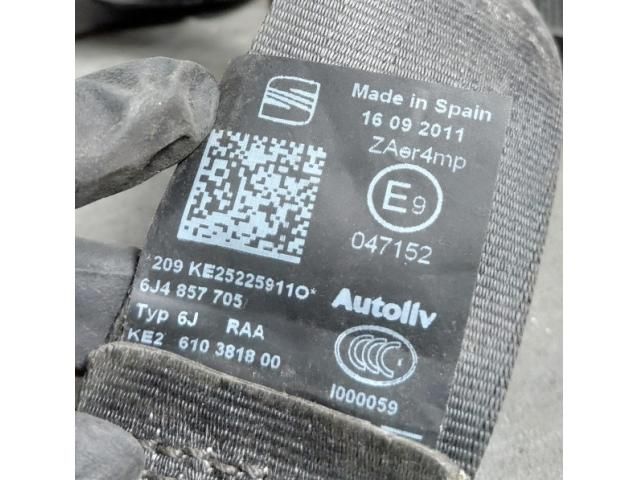 Made in Spain
16 09 2011
ZAer4mp
E9
047152
*209 KE25225911O*
6J4 857 705
Autoliv
Typ 6J RAA
KE2 610 3818 00
CCC
I000059